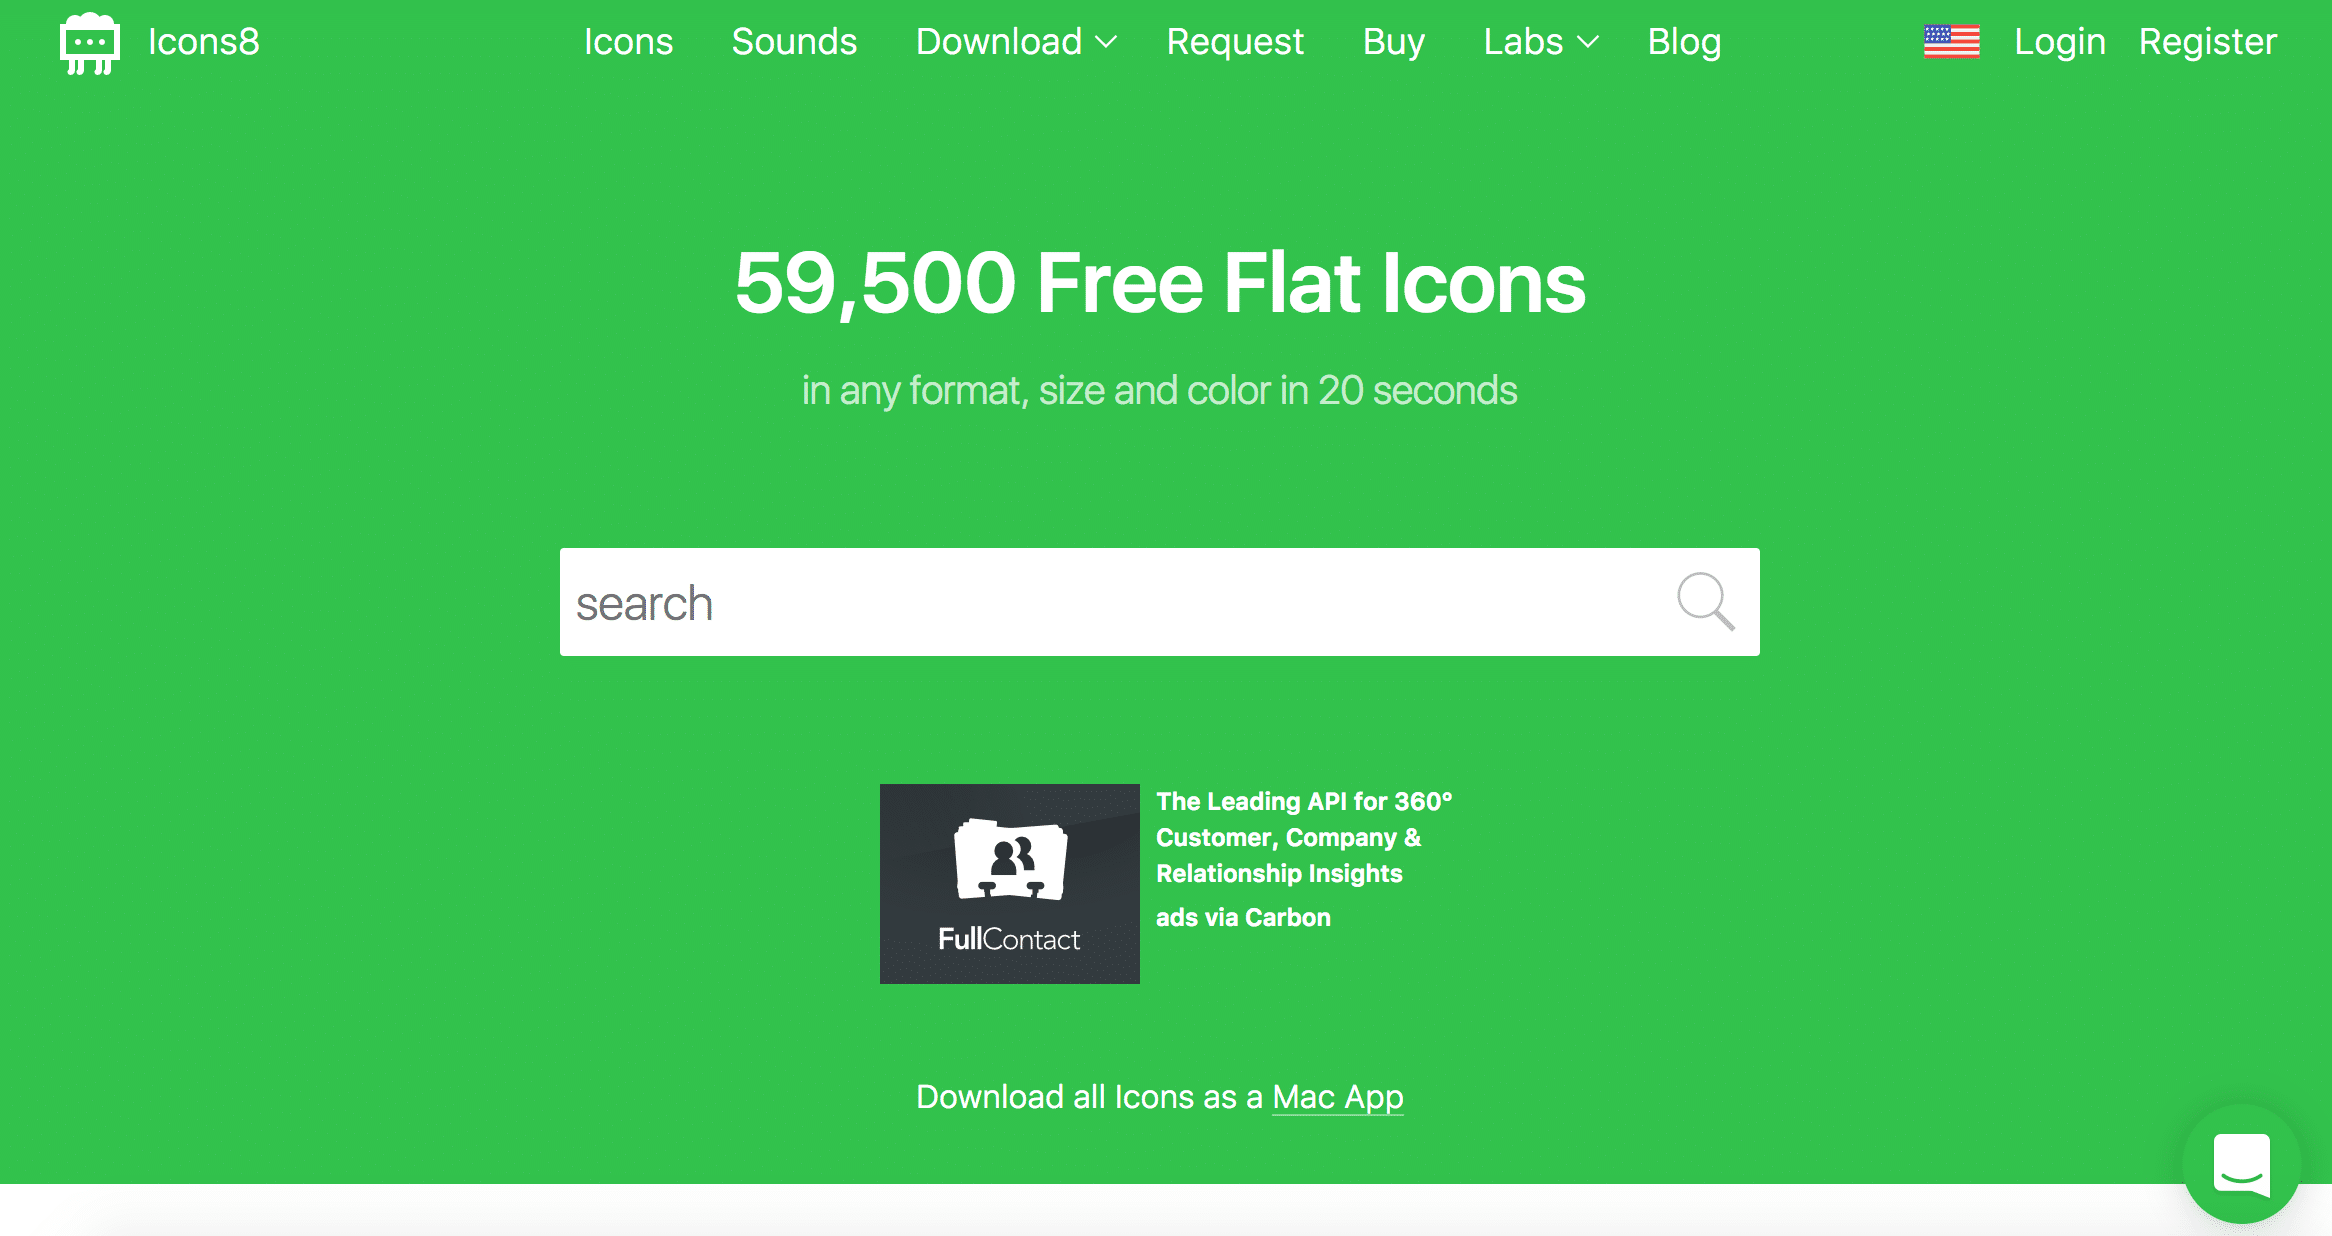 Icons8
Icons Sounds Download Request Buy Labs Blog
Login Register
59,500 Free Flat Icons
in any format, size and color in 20 seconds
search
The Leading API for 360°
Customer, Company &
Relationship Insights
ads via Carbon
FullContact
Download all Icons as a Mac App